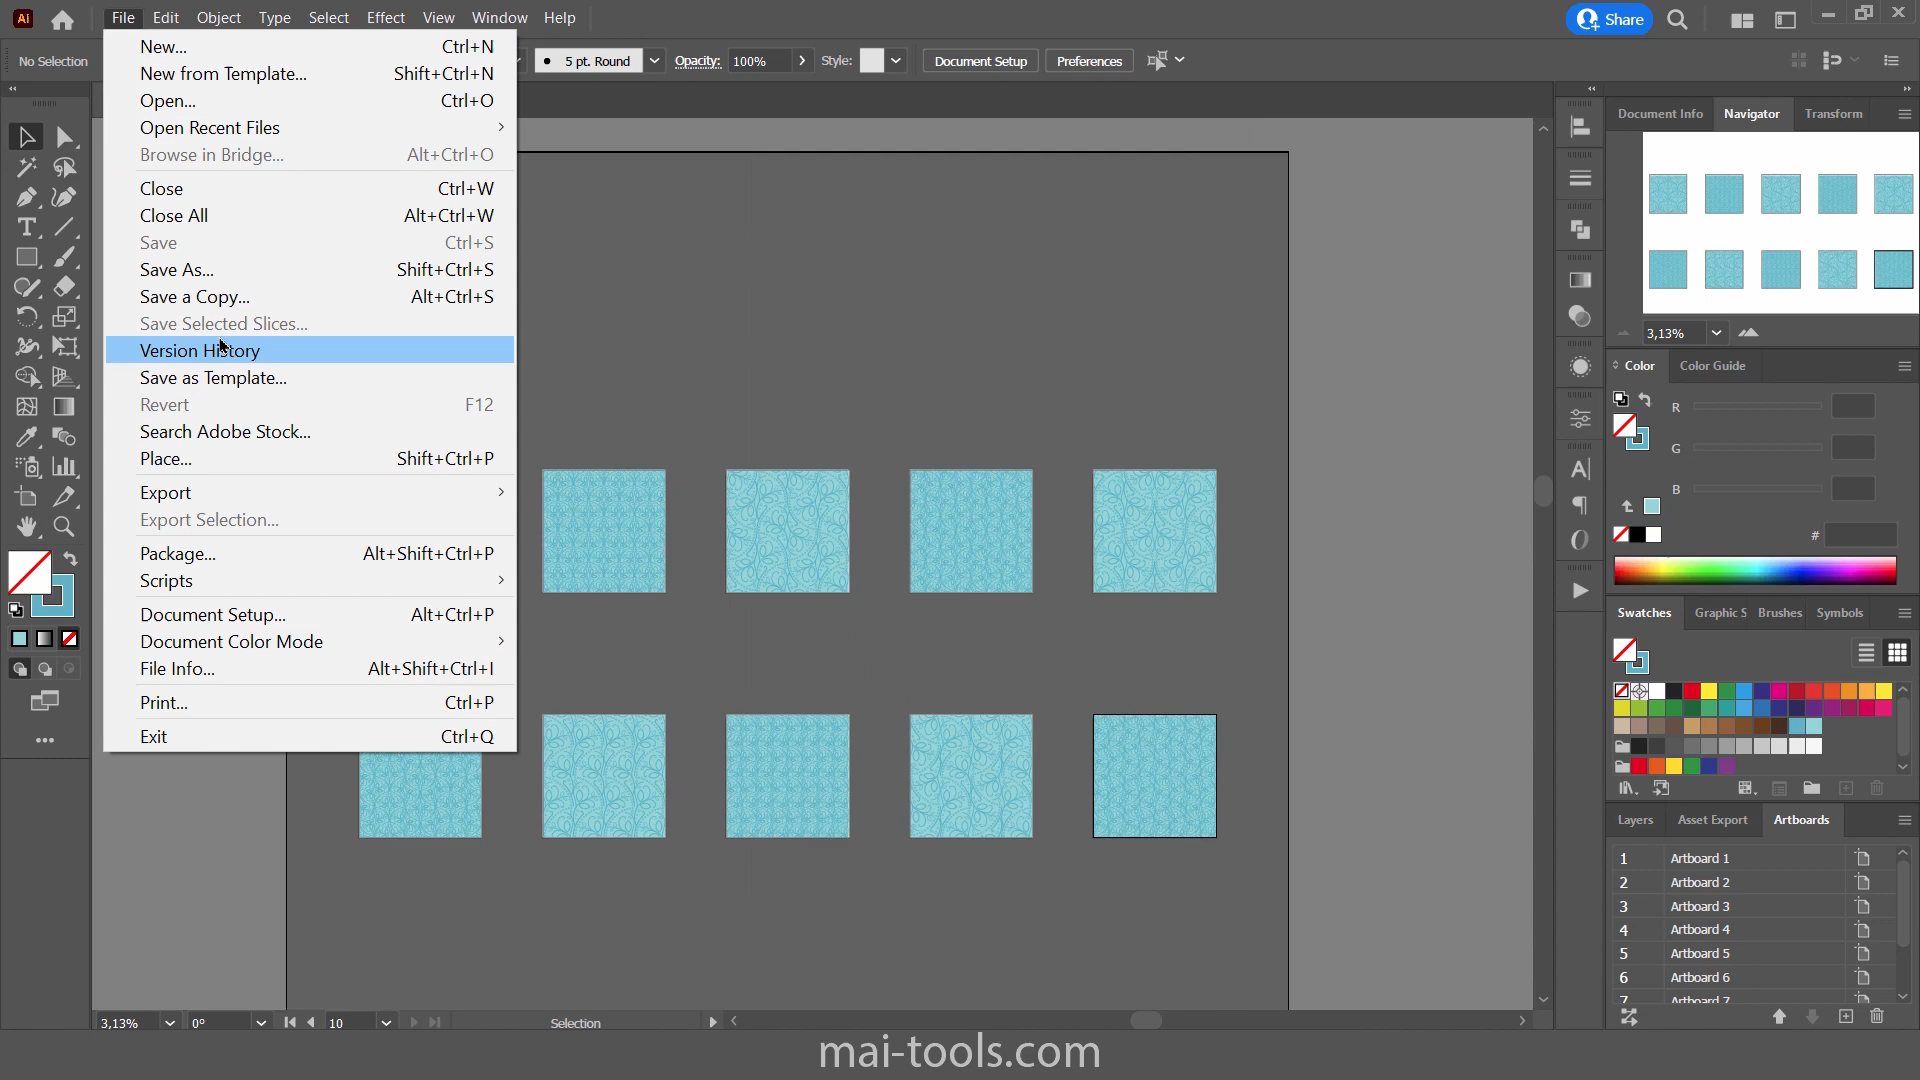 Ai
File Edit Object Type Select Effect View Window Help
Share
No Selection
5 pt. Round
Opacity:
100%
Style:
Document Setup
Preferences
New... Ctrl+N
New from Template... Shift+Ctrl+N
Open... Ctrl+O
Open Recent Files
Browse in Bridge... Alt+Ctrl+O
Close Ctrl+W
Close All Alt+Ctrl+W
Save Ctrl+S
Save As... Shift+Ctrl+S
Save a Copy... Alt+Ctrl+S
Save Selected Slices...
Version History
Save as Template...
Revert F12
Search Adobe Stock...
Place... Shift+Ctrl+P
Export
Export Selection...
Package... Alt+Shift+Ctrl+P
Scripts
Document Setup... Alt+Ctrl+P
Document Color Mode
File Info... Alt+Shift+Ctrl+I
Print... Ctrl+P
Exit Ctrl+Q
Document Info Navigator Transform
3,13%
Color Color Guide
R
G
B
#
Swatches Graphic S Brushes Symbols
Layers Asset Export Artboards
1 Artboard 1
2 Artboard 2
3 Artboard 3
4 Artboard 4
5 Artboard 5
6 Artboard 6
7 Artboard 7
3,13% 0° 10 Selection
mai-tools.com